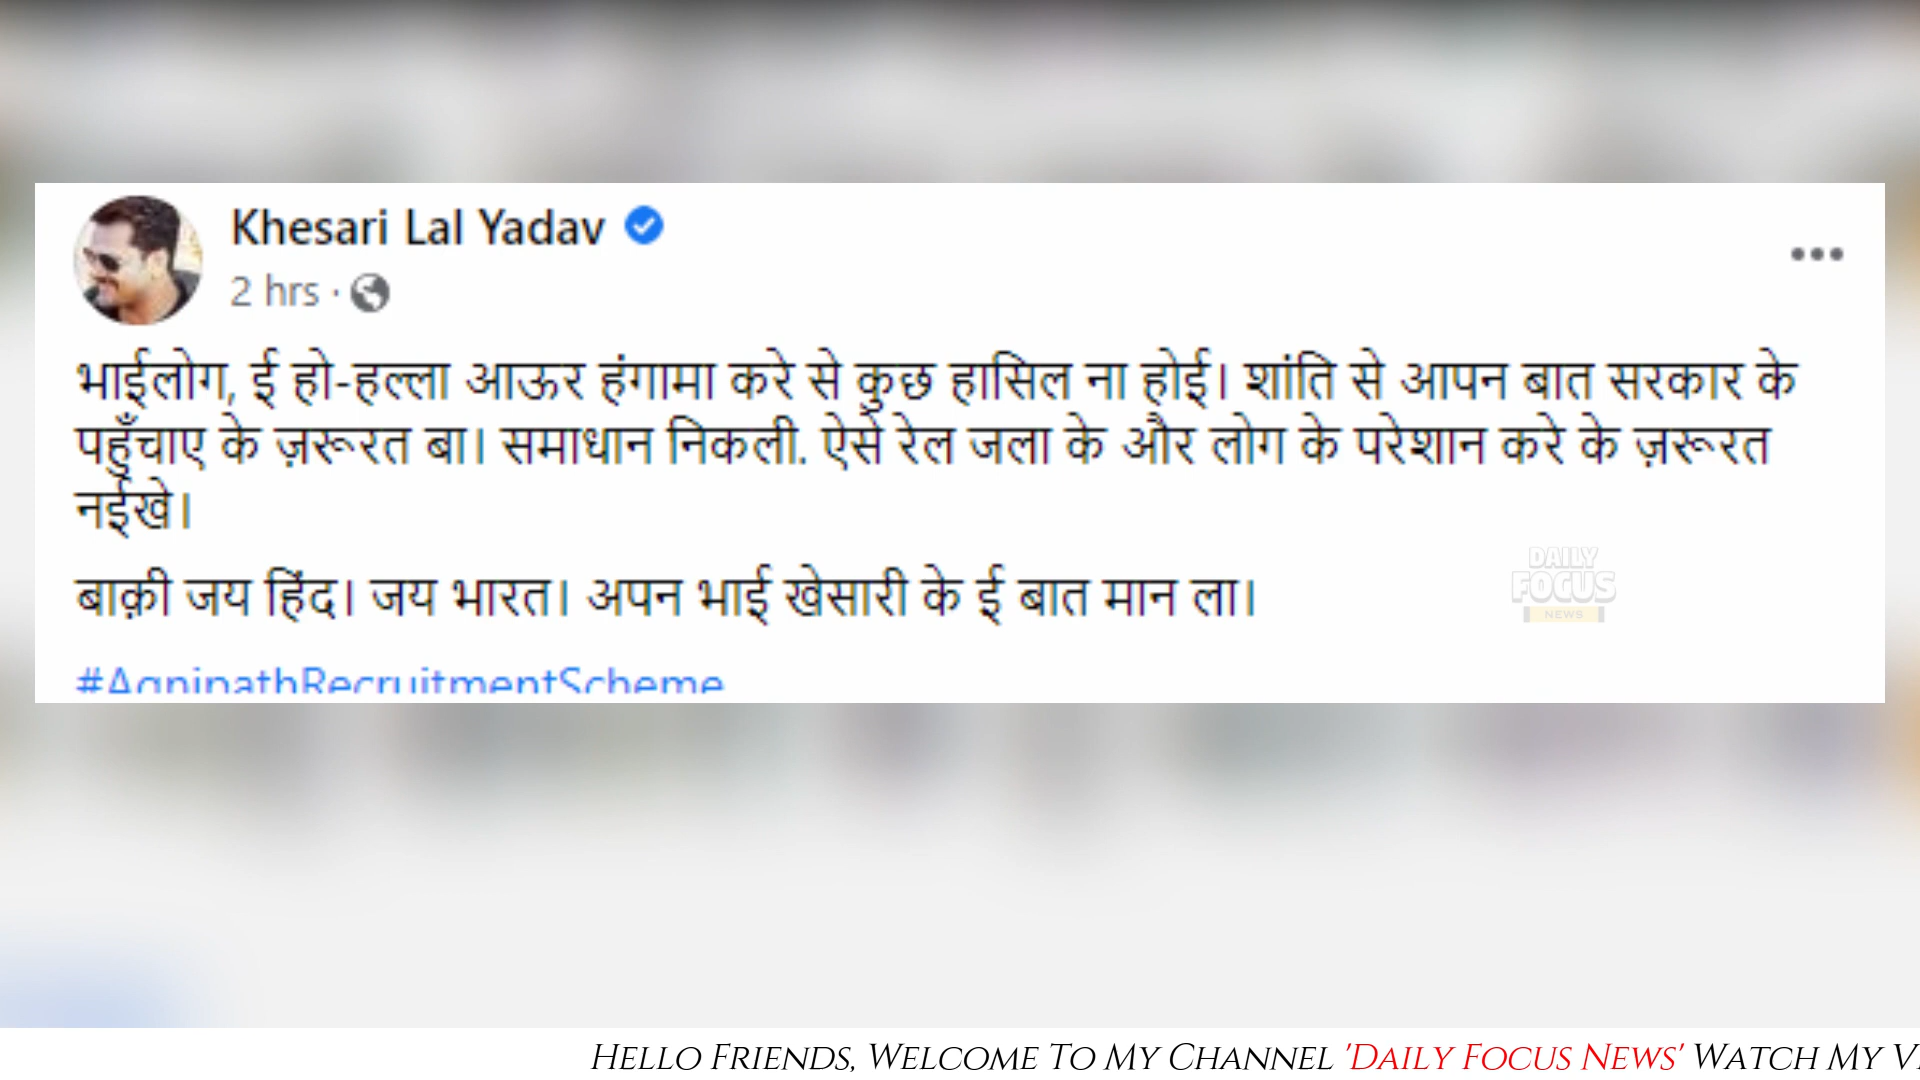 Khesari Lal Yadav
2 hrs ·
भाईलोग, ई हो-हल्ला आऊर हंगामा करे से कुछ हासिल ना होई। शांति से आपन बात सरकार के
पहुँचाए के ज़रूरत बा। समाधान निकली. ऐसे रेल जला के और लोग के परेशान करे के ज़रूरत
नईखे।
बाक़ी जय हिंद। जय भारत। अपन भाई खेसारी के ई बात मान ला।
#AgnipathRecruitmentScheme
DAILY
FOCUS
NEWS
HELLO FRIENDS, WELCOME TO MY CHANNEL 'DAILY FOCUS NEWS' WATCH MY